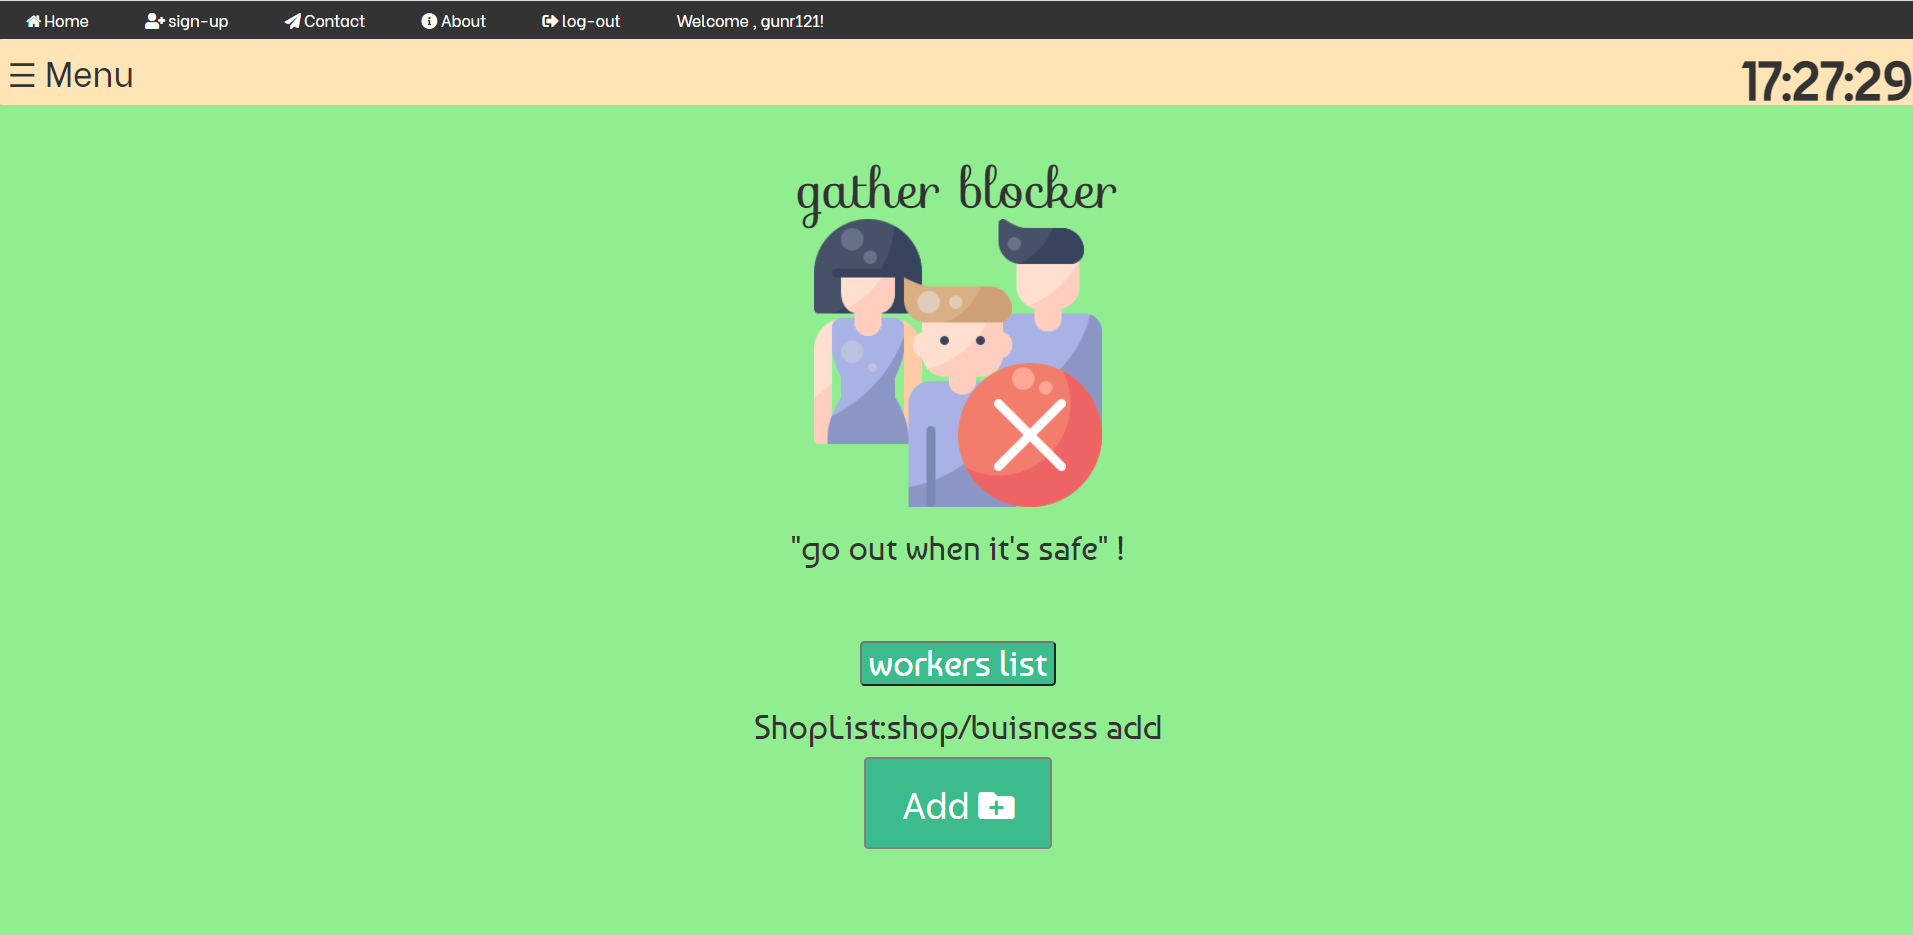 Home sign-up Contact About log-out Welcome , gunr121!
☰ Menu 17:27:29
gather blocker
"go out when it's safe" !
workers list
ShopList:shop/buisness add
Add